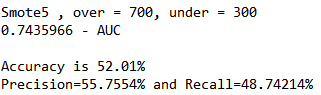 Smote5 , over = 700, under = 300
0.7435966 - AUC
Accuracy is 52.01%
Precision=55.7554% and Recall=48.74214%